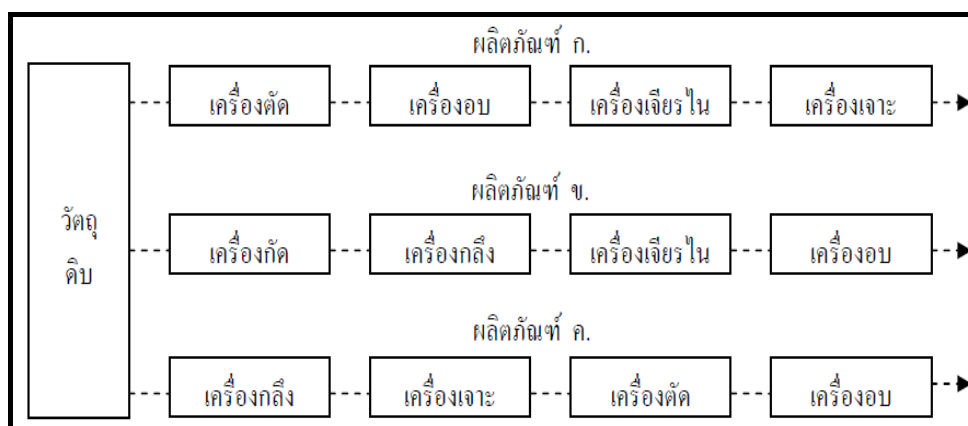 ผลิตภัณฑ์ ก.
เครื่องตัด
เครื่องอบ
เครื่องเจียรไน
เครื่องเจาะ
วัตถุ
ดิบ
ผลิตภัณฑ์ ข.
เครื่องกัด
เครื่องกลึง
เครื่องเจียรไน
เครื่องอบ
ผลิตภัณฑ์ ค.
เครื่องกลึง
เครื่องเจาะ
เครื่องตัด
เครื่องอบ